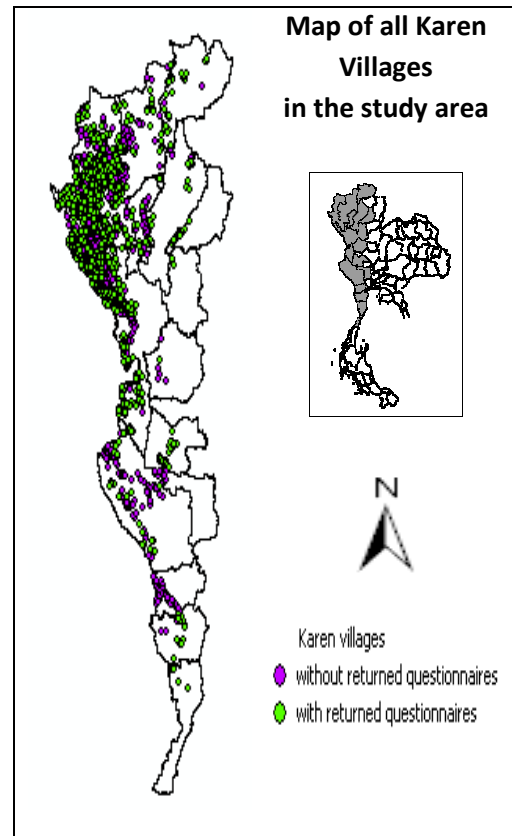 Map of all Karen
Villages
in the study area
N
Karen villages
without returned questionnaires
with returned questionnaires